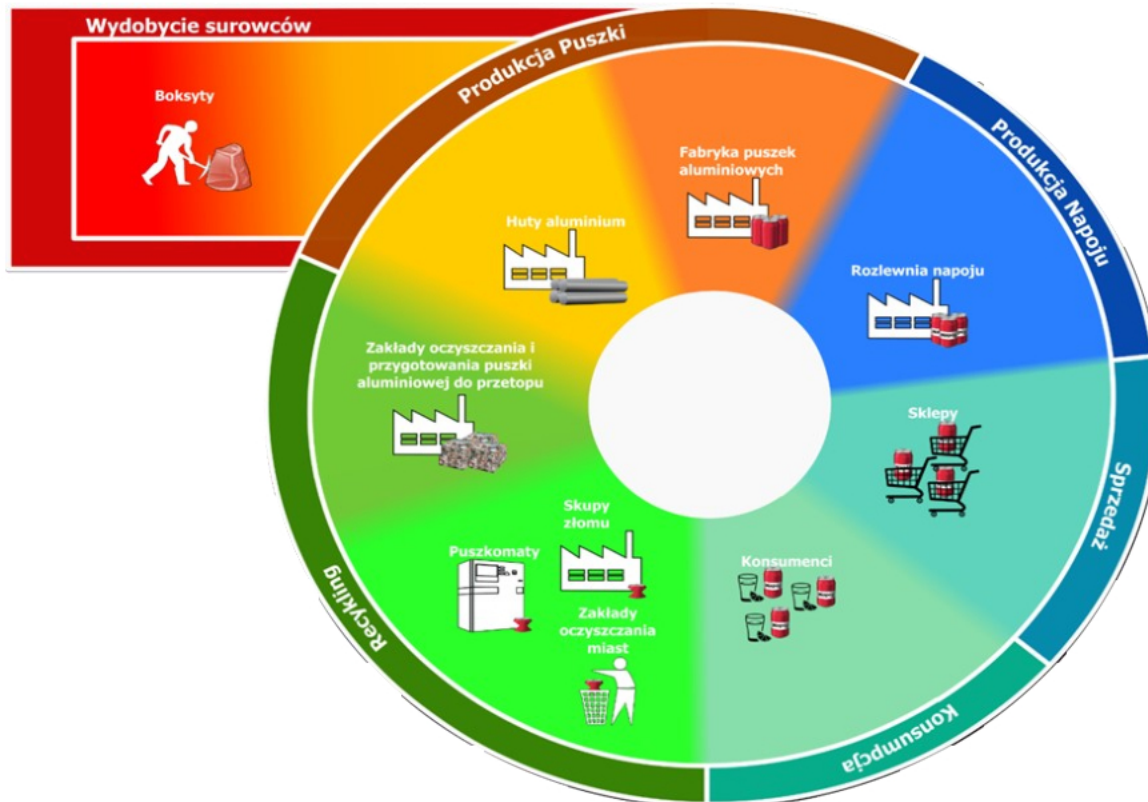 Wydobycie surowców
Boksyty
Produkcja Puszki
Huty aluminium
Fabryka puszek
aluminiowych
Produkcja Napoju
Rozlewnia napoju
Sprzedaż
Sklepy
Konsumpcja
Konsumenci
Recykling
Skupy
złomu
Puszkomaty
Zakłady
oczyszczania
miast
Zakłady oczyszczania i
przygotowania puszki
aluminiowej do przetopu